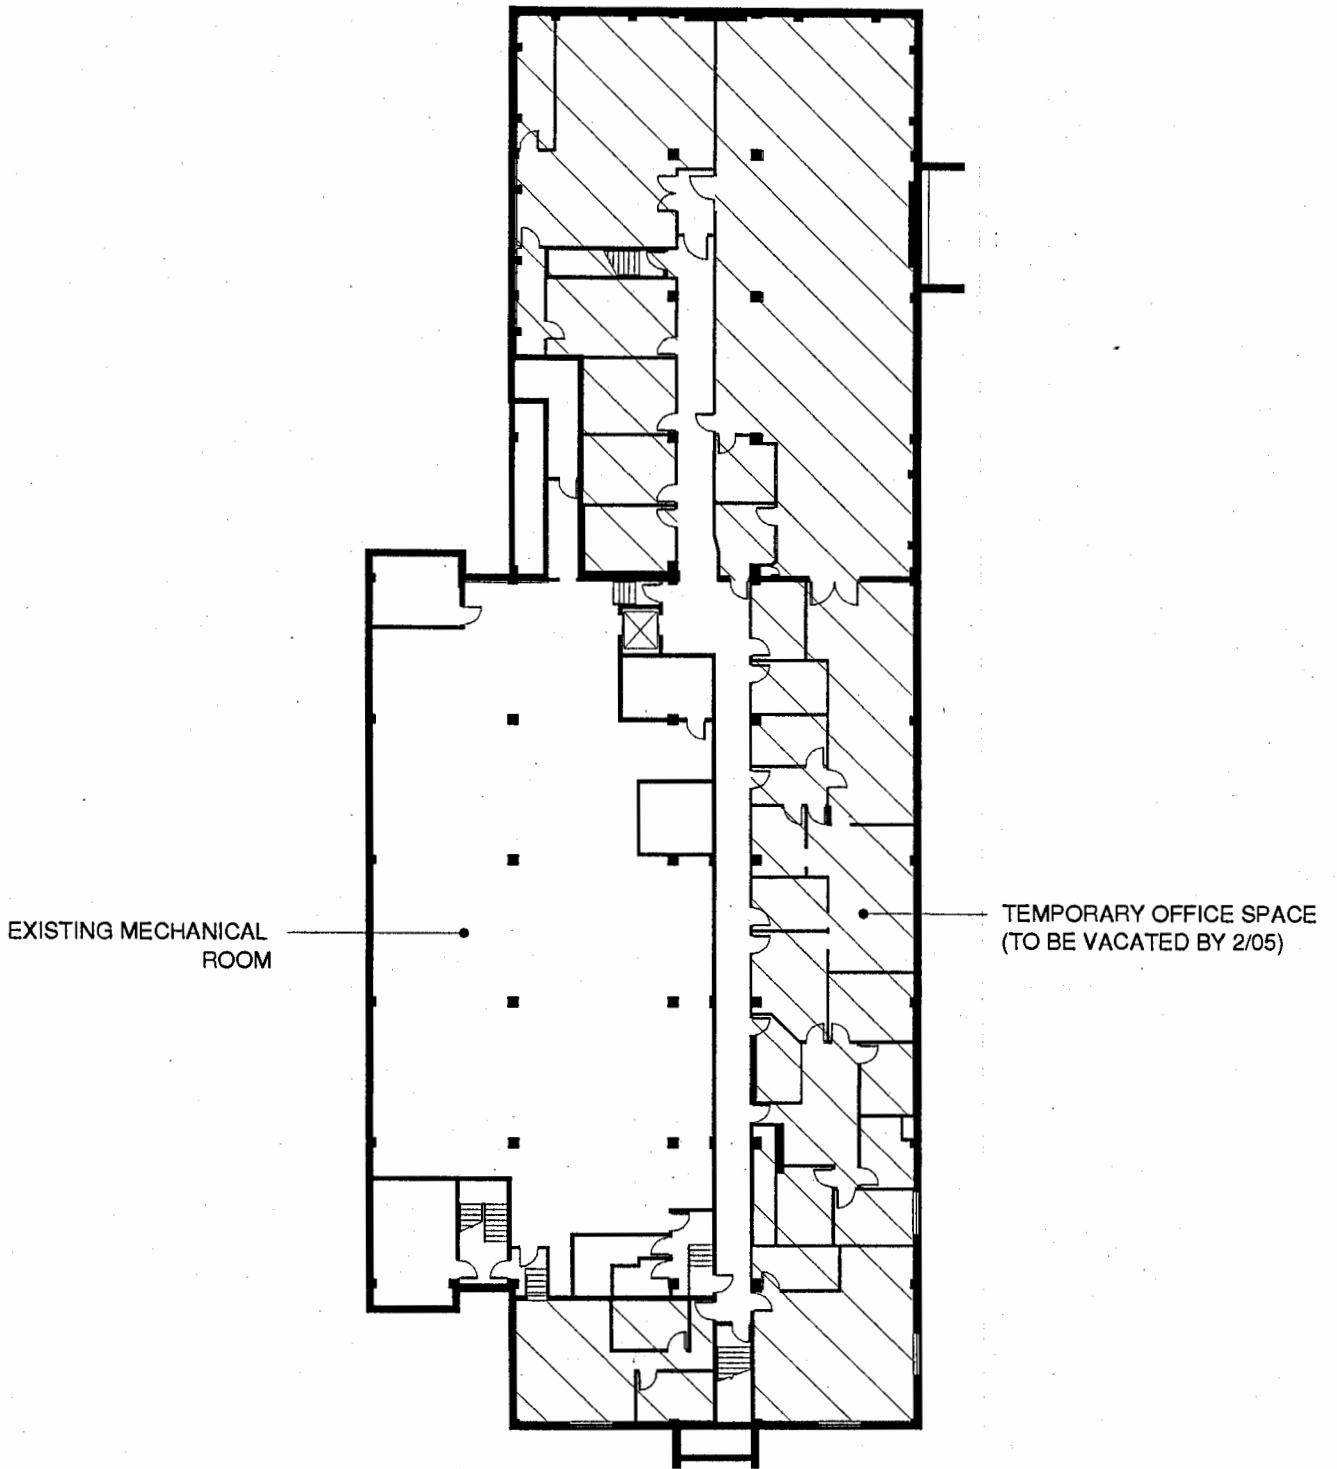 EXISTING MECHANICAL
ROOM
TEMPORARY OFFICE SPACE
(TO BE VACATED BY 2/05)